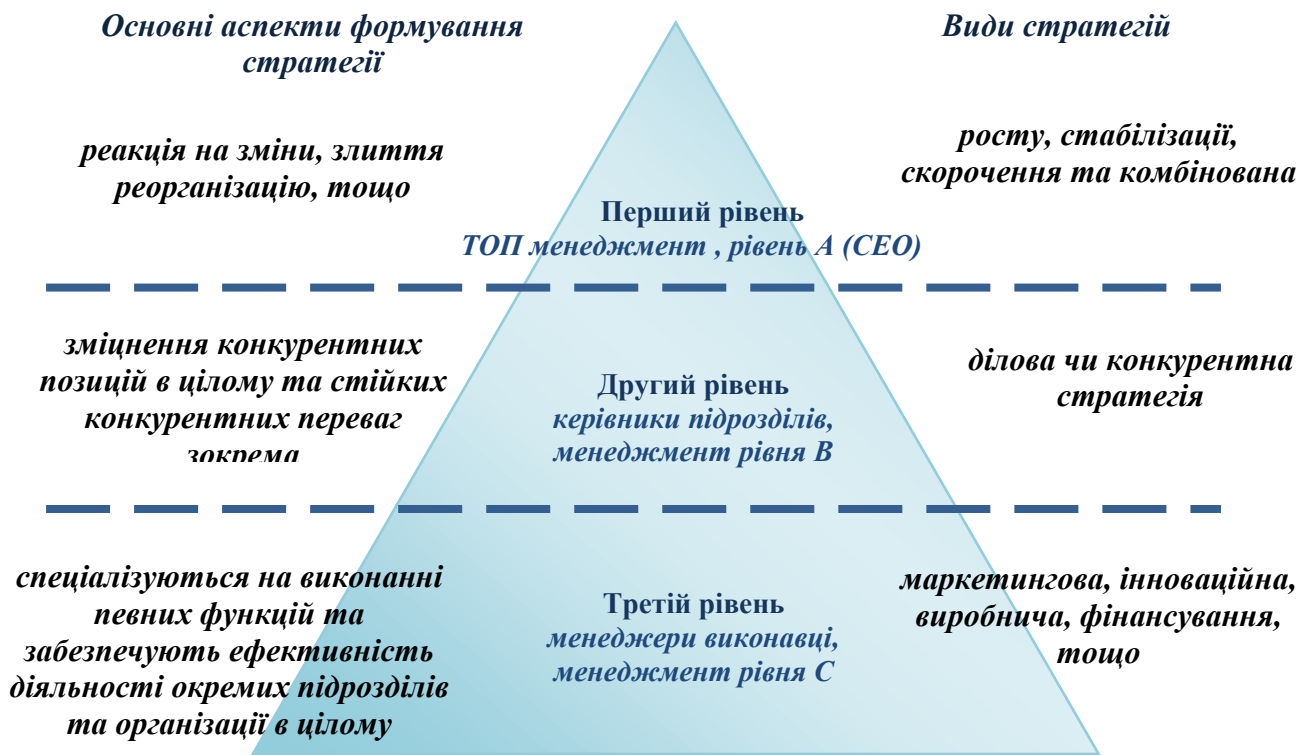 Основні аспекти формування
стратегії
Види стратегій
реакція на зміни, злиття
реорганізацію, тощо
Перший рівень
ТОП менеджмент , рівень А (СЕО)
росту, стабілізації,
скорочення та комбінована
зміцнення конкурентних
позицій в цілому та стійких
конкурентних переваг
зокрема
Другий рівень
керівники підрозділів,
менеджмент рівня В
ділова чи конкурентна
стратегія
спеціалізуються на виконанні
певних функцій та
забезпечують ефективність
діяльності окремих підрозділів
та організації в цілому
Третій рівень
менеджери виконавці,
менеджмент рівня С
маркетингова, інноваційна,
виробнича, фінансування,
тощо